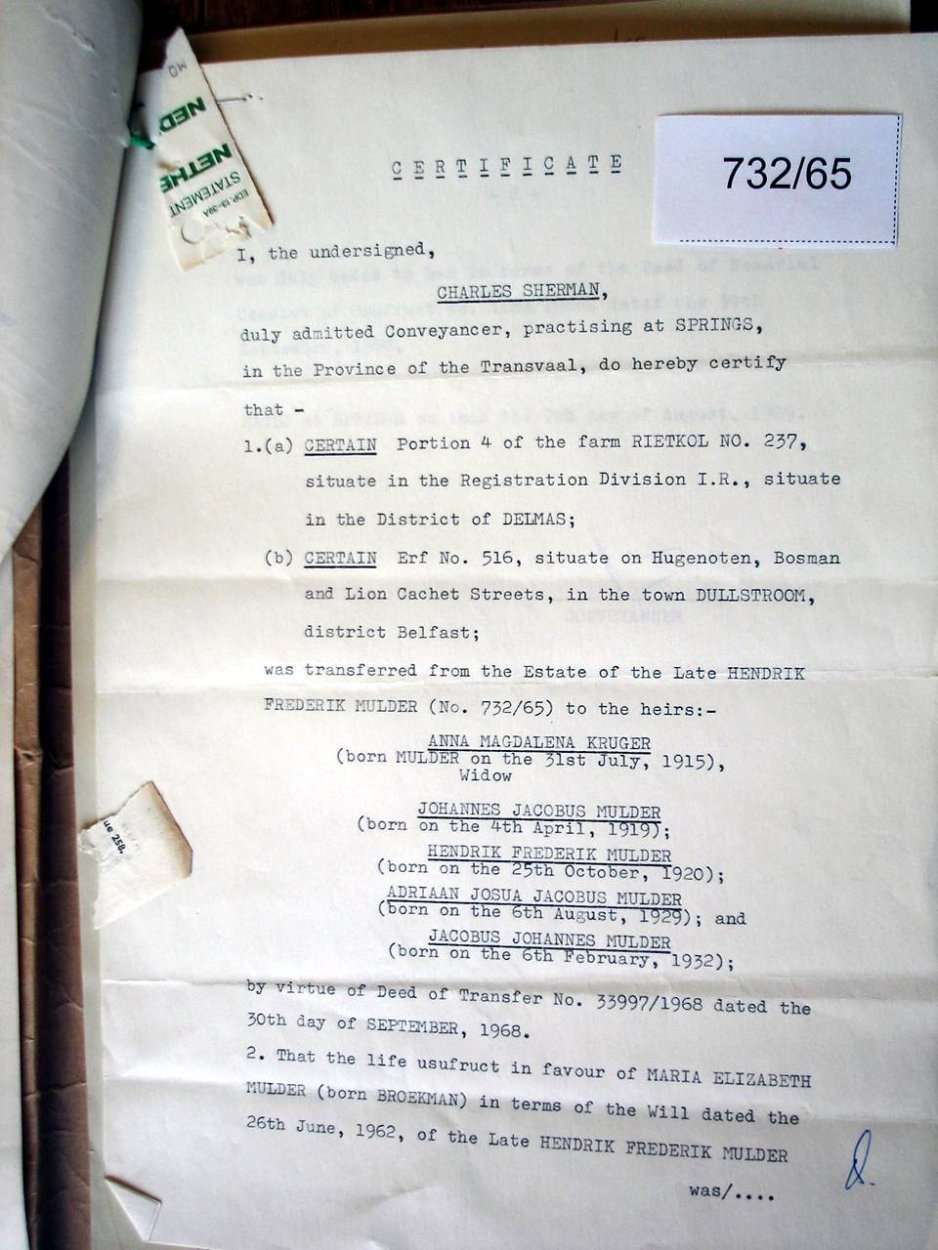 MO
NED
NETHE
STATEMENT
EDP.19-39A
732/65
CERTIFICATE
I, the undersigned,
CHARLES SHERMAN,
duly admitted Conveyancer, practising at SPRINGS,
in the Province of the Transvaal, do hereby certify
that -
1.(a) CERTAIN Portion 4 of the farm RIETKOL NO. 237,
situate in the Registration Division I.R., situate
in the District of DELMAS;
(b) CERTAIN Erf No. 516, situate on Hugenoten, Bosman
and Lion Cachet Streets, in the town DULLSTROOM,
district Belfast;
was transferred from the Estate of the Late HENDRIK
FREDERIK MULDER (No. 732/65) to the heirs:-
ANNA MAGDALENA KRUGER
(born MULDER on the 31st July, 1915),
Widow
JOHANNES JACOBUS MULDER
(born on the 4th April, 1919);
HENDRIK FREDERIK MULDER
(born on the 25th October, 1920);
ADRIAAN JOSUA JACOBUS MULDER
(born on the 6th August, 1929); and
JACOBUS JOHANNES MULDER
(born on the 6th February, 1932);
by virtue of Deed of Transfer No. 33997/1968 dated the
30th day of SEPTEMBER, 1968.
2. That the life usufruct in favour of MARIA ELIZABETH
MULDER (born BROEKMAN) in terms of the Will dated the
26th June, 1962, of the Late HENDRIK FREDERIK MULDER
was/....
ue 258.